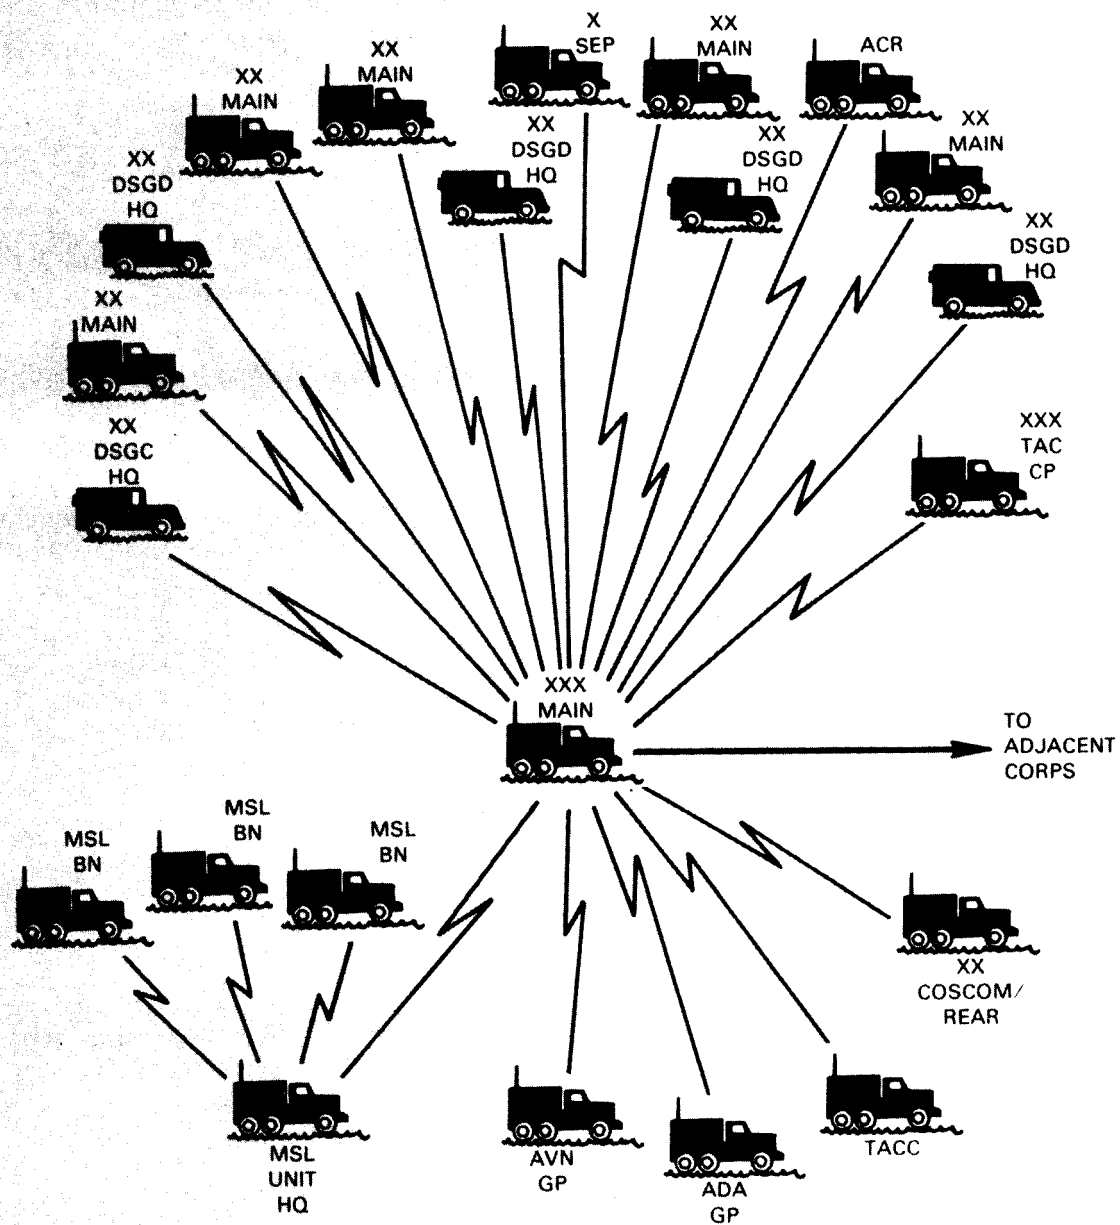 X
SEP
XX
MAIN
ACR
XX
MAIN
XX
MAIN
XX
MAIN
XX
DSGD
HQ
XX
DSGD
HQ
XX
DSGD
HQ
XX
MAIN
XX
DSGD
HQ
XX
MAIN
XX
DSGC
HQ
XXX
TAC
CP
XXX
MAIN
TO
ADJACENT
CORPS
MSL
BN
MSL
BN
MSL
BN
XX
COSCOM/
REAR
MSL
UNIT
HQ
AVN
GP
ADA
GP
TACC